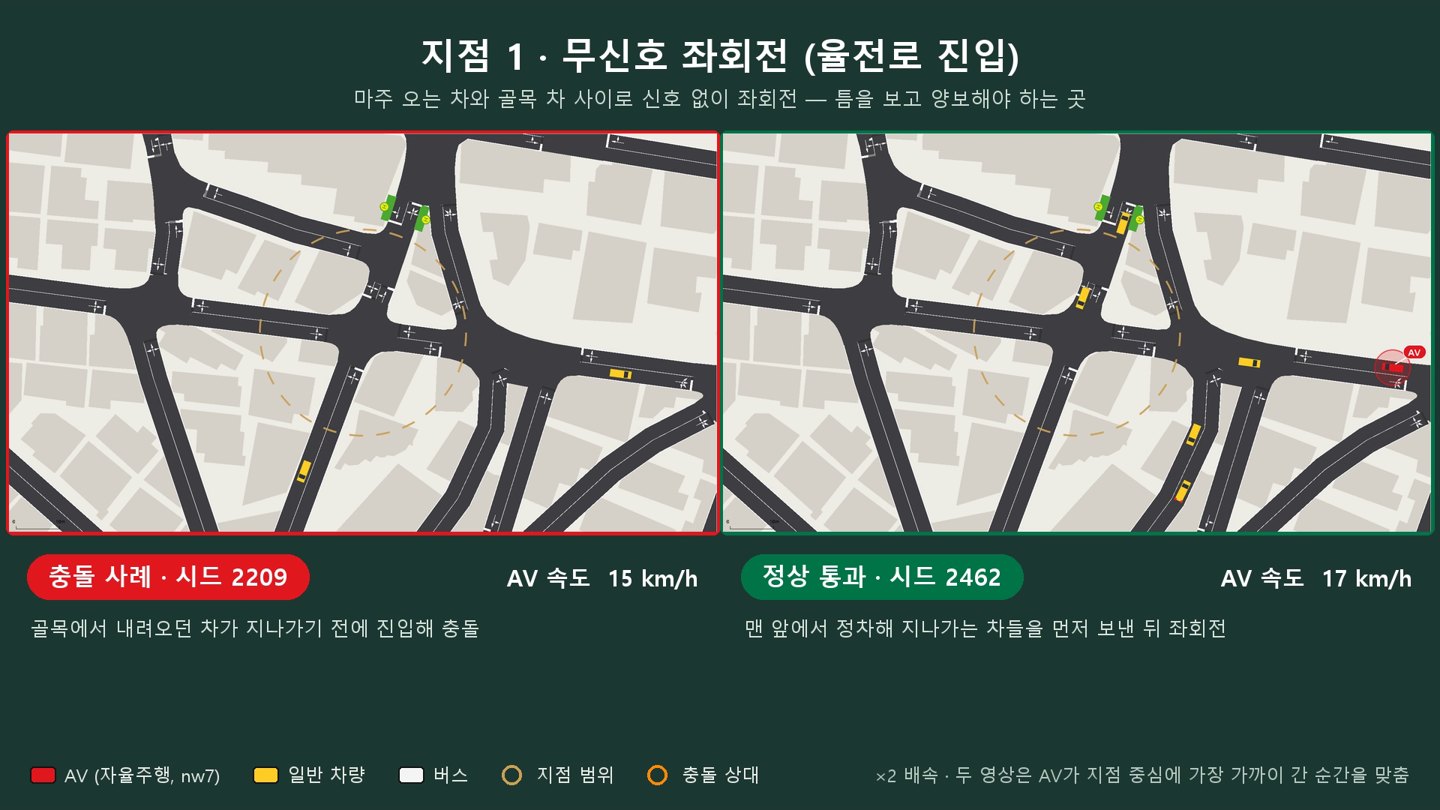 지점 1 · 무신호 좌회전 (율전로 진입)
마주 오는 차와 골목 차 사이로 신호 없이 좌회전 — 틈을 보고 양보해야 하는 곳
AV
충돌 사례 · 시드 2209
AV 속도 15 km/h
정상 통과 · 시드 2462
AV 속도 17 km/h
골목에서 내려오던 차가 지나가기 전에 진입해 충돌
맨 앞에서 정차해 지나가는 차들을 먼저 보낸 뒤 좌회전
AV (자율주행, nw7) 일반 차량 버스 지점 범위 충돌 상대
×2 배속 · 두 영상은 AV가 지점 중심에 가장 가까이 간 순간을 맞춤